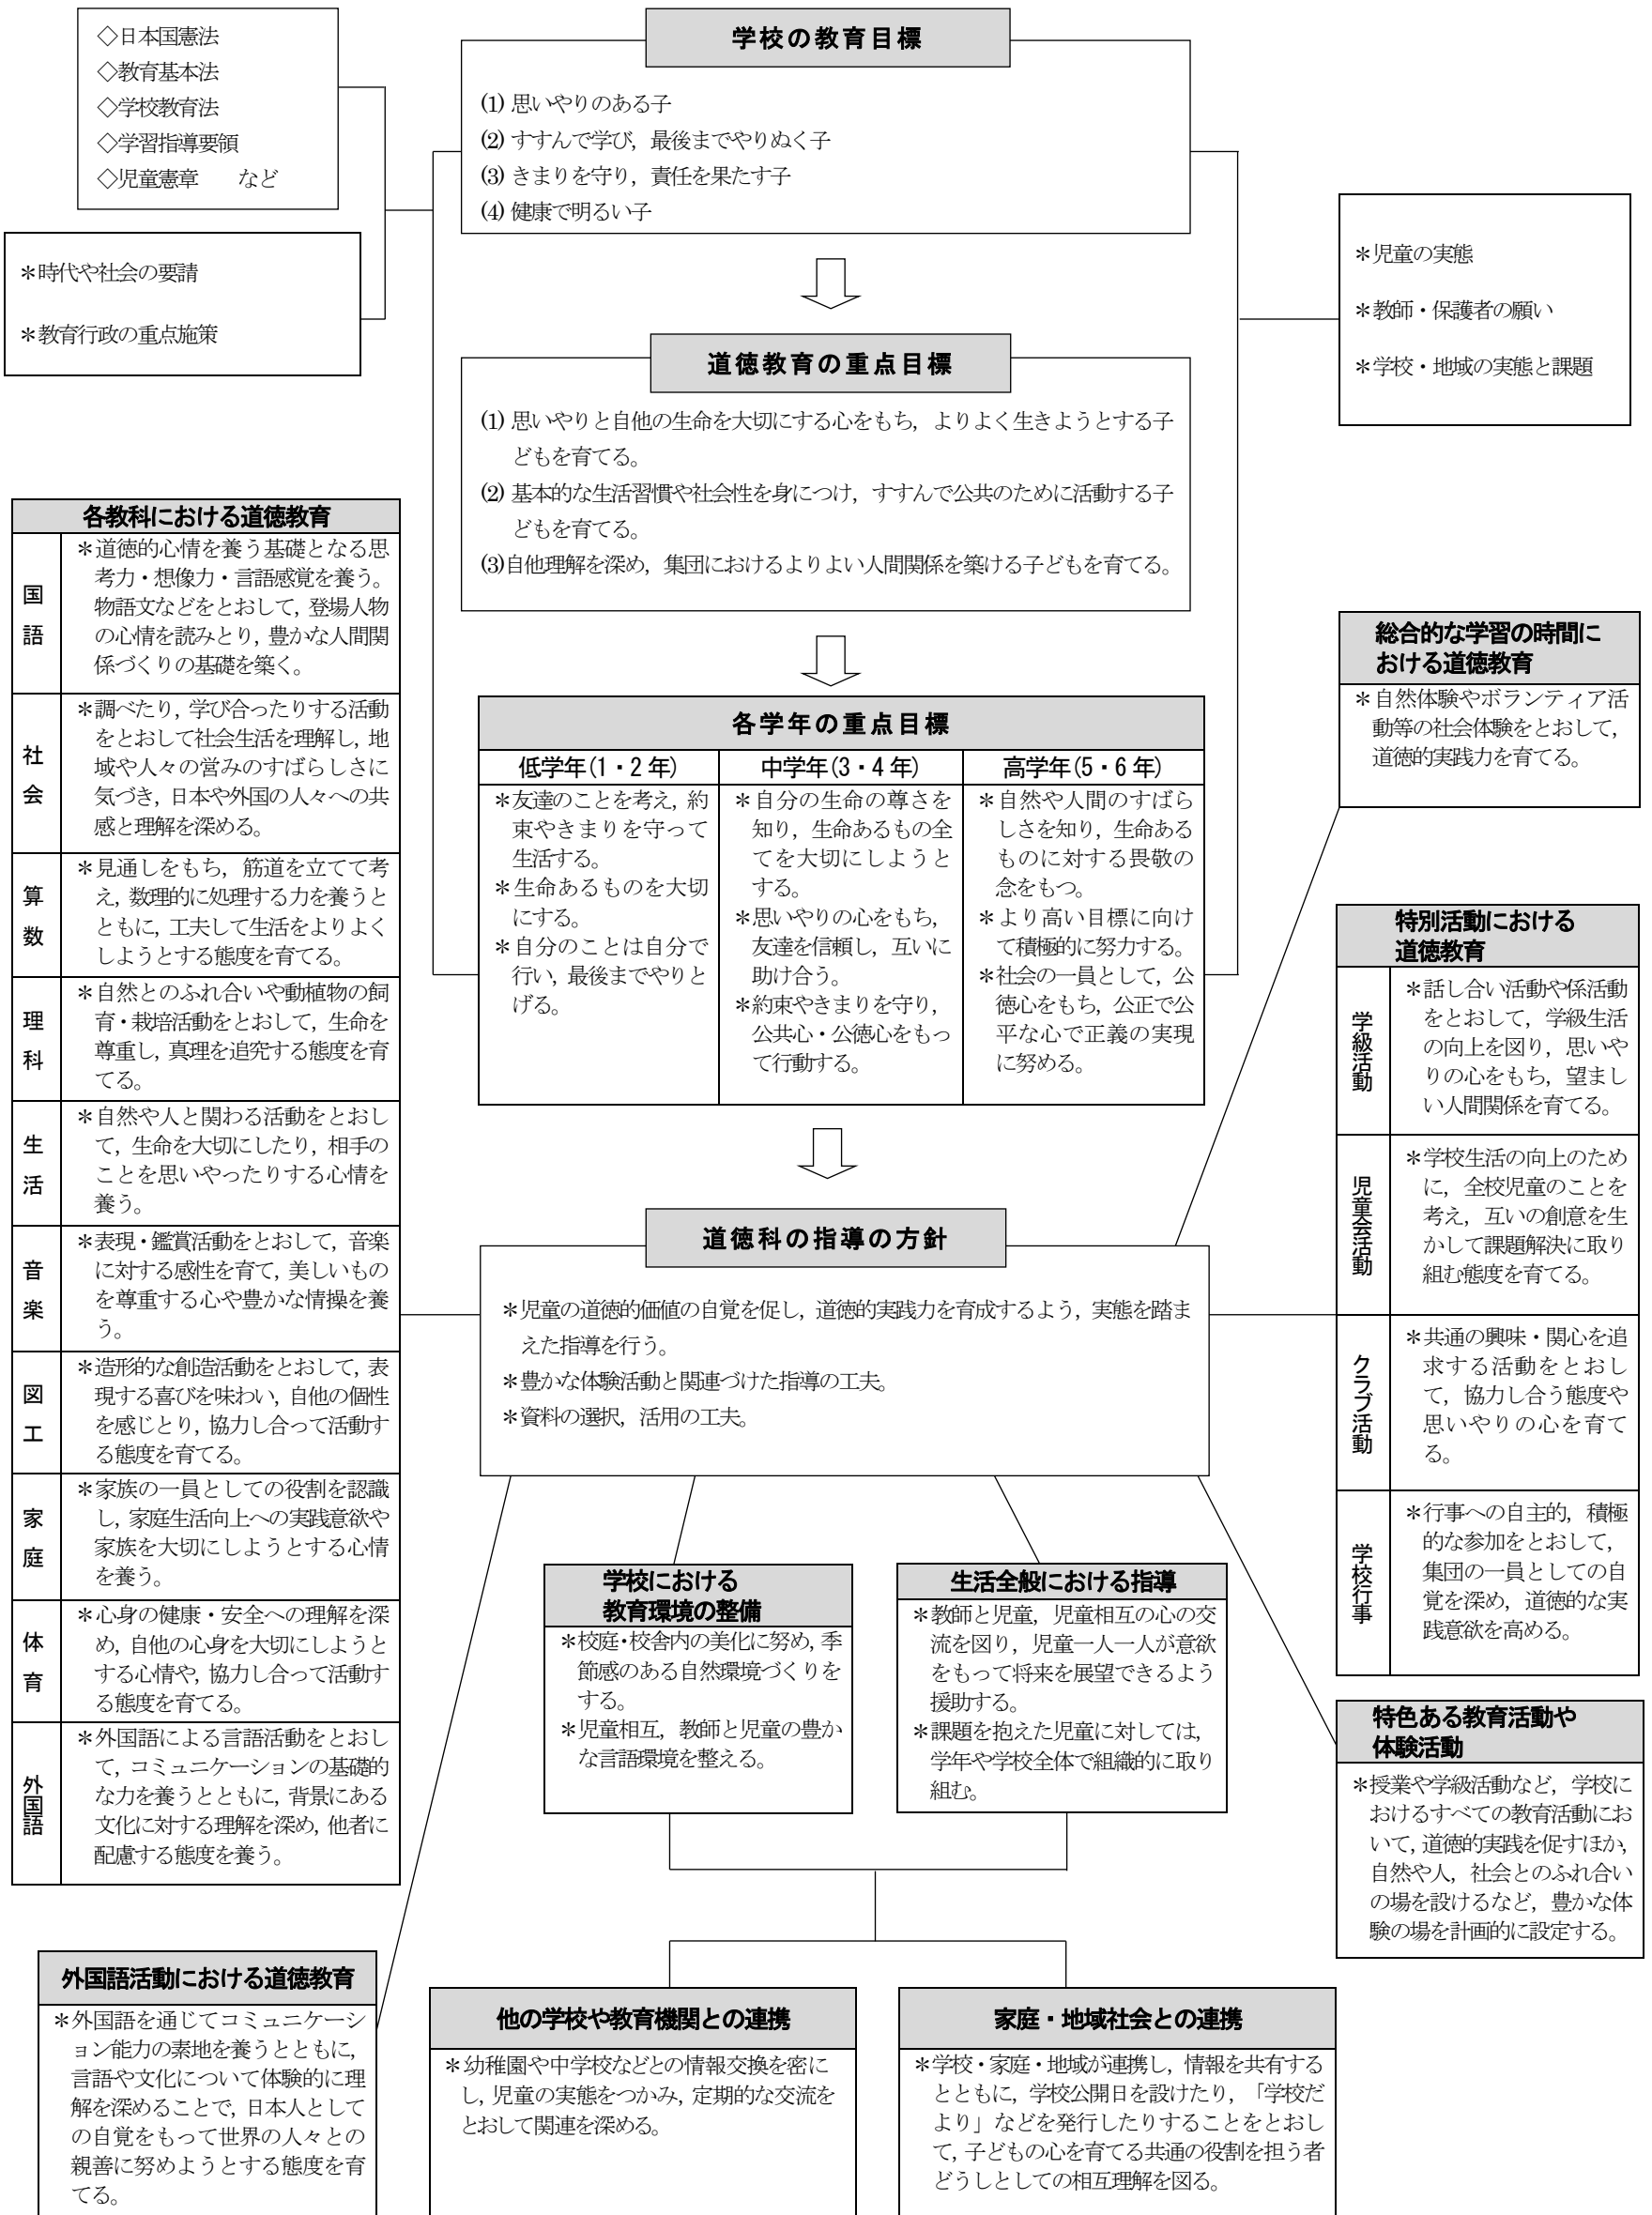 ◇日本国憲法
◇教育基本法
◇学校教育法
◇学習指導要領
◇児童憲章　　など
＊時代や社会の要請
＊教育行政の重点施策
学校の教育目標
(1) 思いやりのある子
(2) すすんで学び，最後までやりぬく子
(3) きまりを守り，責任を果たす子
(4) 健康で明るい子
＊児童の実態
＊教師・保護者の願い
＊学校・地域の実態と課題
道徳教育の重点目標
(1) 思いやりと自他の生命を大切にする心をもち，よりよく生きようとする子
どもを育てる。
(2) 基本的な生活習慣や社会性を身につけ，すすんで公共のために活動する子
どもを育てる。
(3)自他理解を深め，集団におけるよりよい人間関係を築ける子どもを育てる。
各教科における道徳教育
国語
＊道徳的心情を養う基礎となる思
考力・想像力・言語感覚を養う。
物語文などをとおして，登場人物
の心情を読みとり，豊かな人間関
係づくりの基礎を築く。
社会
＊調べたり，学び合ったりする活動
をとおして社会生活を理解し，地
域や人々の営みのすばらしさに
気づき，日本や外国の人々への共
感と理解を深める。
算数
＊見通しをもち，筋道を立てて考
え，数理的に処理する力を養うと
ともに，工夫して生活をよりよく
しようとする態度を育てる。
理科
＊自然とのふれ合いや動植物の飼
育・栽培活動をとおして，生命を
尊重し，真理を追究する態度を育
てる。
生活
＊自然や人と関わる活動をとおし
て，生命を大切にしたり，相手の
ことを思いやったりする心情を
養う。
音楽
＊表現・鑑賞活動をとおして，音楽
に対する感性を育て，美しいもの
を尊重する心や豊かな情操を養
う。
図工
＊造形的な創造活動をとおして，表
現する喜びを味わい，自他の個性
を感じとり，協力し合って活動す
る態度を育てる。
家庭
＊家族の一員としての役割を認識
し，家庭生活向上への実践意欲や
家族を大切にしようとする心情
を養う。
体育
＊心身の健康・安全への理解を深
め，自他の心身を大切にしようと
する心情や，協力し合って活動す
る態度を育てる。
外国語
＊外国語による言語活動をとおし
て，コミュニケーションの基礎的
な力を養うとともに，背景にある
文化に対する理解を深め，他者に
配慮する態度を養う。
各学年の重点目標
低学年(1・2 年)
＊友達のことを考え，約
束やきまりを守って
生活する。
＊生命あるものを大切
にする。
＊自分のことは自分で
行い，最後までやりと
げる。
中学年(3・4 年)
＊自分の生命の尊さを
知り，生命あるもの全
てを大切にしようと
する。
＊思いやりの心をもち，
友達を信頼し，互いに
助け合う。
＊約束やきまりを守り，
公共心・公徳心をもっ
て行動する。
高学年(5・6 年)
＊自然や人間のすばら
しさを知り，生命ある
ものに対する畏敬の
念をもつ。
＊より高い目標に向け
て積極的に努力する。
＊社会の一員として，公
徳心をもち，公正で公
平な心で正義の実現
に努める。
総合的な学習の時間に
おける道徳教育
＊自然体験やボランティア活
動等の社会体験をとおして，
道徳的実践力を育てる。
特別活動における
道徳教育
学級活動
＊話し合い活動や係活動
をとおして，学級生活
の向上を図り，思いや
りの心をもち，望まし
い人間関係を育てる。
児童会活動
＊学校生活の向上のため
に，全校児童のことを
考え，互いの創意を生
かして課題解決に取り
組む態度を育てる。
クラブ活動
＊共通の興味・関心を追
求する活動をとおし
て，協力し合う態度や
思いやりの心を育て
る。
学校行事
＊行事への自主的，積極
的な参加をとおして，
集団の一員としての自
覚を深め，道徳的な実
践意欲を高める。
道徳科の指導の方針
＊児童の道徳的価値の自覚を促し，道徳的実践力を育成するよう，実態を踏ま
えた指導を行う。
＊豊かな体験活動と関連づけた指導の工夫。
＊資料の選択，活用の工夫。
学校における
教育環境の整備
＊校庭・校舎内の美化に努め，季
節感のある自然環境づくりを
する。
＊児童相互，教師と児童の豊か
な言語環境を整える。
生活全般における指導
＊教師と児童，児童相互の心の交
流を図り，児童一人一人が意欲
をもって将来を展望できるよう
援助する。
＊課題を抱えた児童に対しては，
学年や学校全体で組織的に取り
組む。
特色ある教育活動や
体験活動
＊授業や学級活動など，学校に
おけるすべての教育活動にお
いて，道徳的実践を促すほか，
自然や人，社会とのふれ合い
の場を設けるなど，豊かな体
験の場を計画的に設定する。
外国語活動における道徳教育
＊外国語を通じてコミュニケーシ
ョン能力の素地を養うとともに，
言語や文化について体験的に理
解を深めることで，日本人として
の自覚をもって世界の人々との
親善に努めようとする態度を育
てる。
他の学校や教育機関との連携
＊幼稚園や中学校などとの情報交換を密に
し，児童の実態をつかみ，定期的な交流を
とおして関連を深める。
家庭・地域社会との連携
＊学校・家庭・地域が連携し，情報を共有する
とともに，学校公開日を設けたり，「学校だ
より」などを発行したりすることをとおし
て，子どもの心を育てる共通の役割を担う者
どうしとしての相互理解を図る。